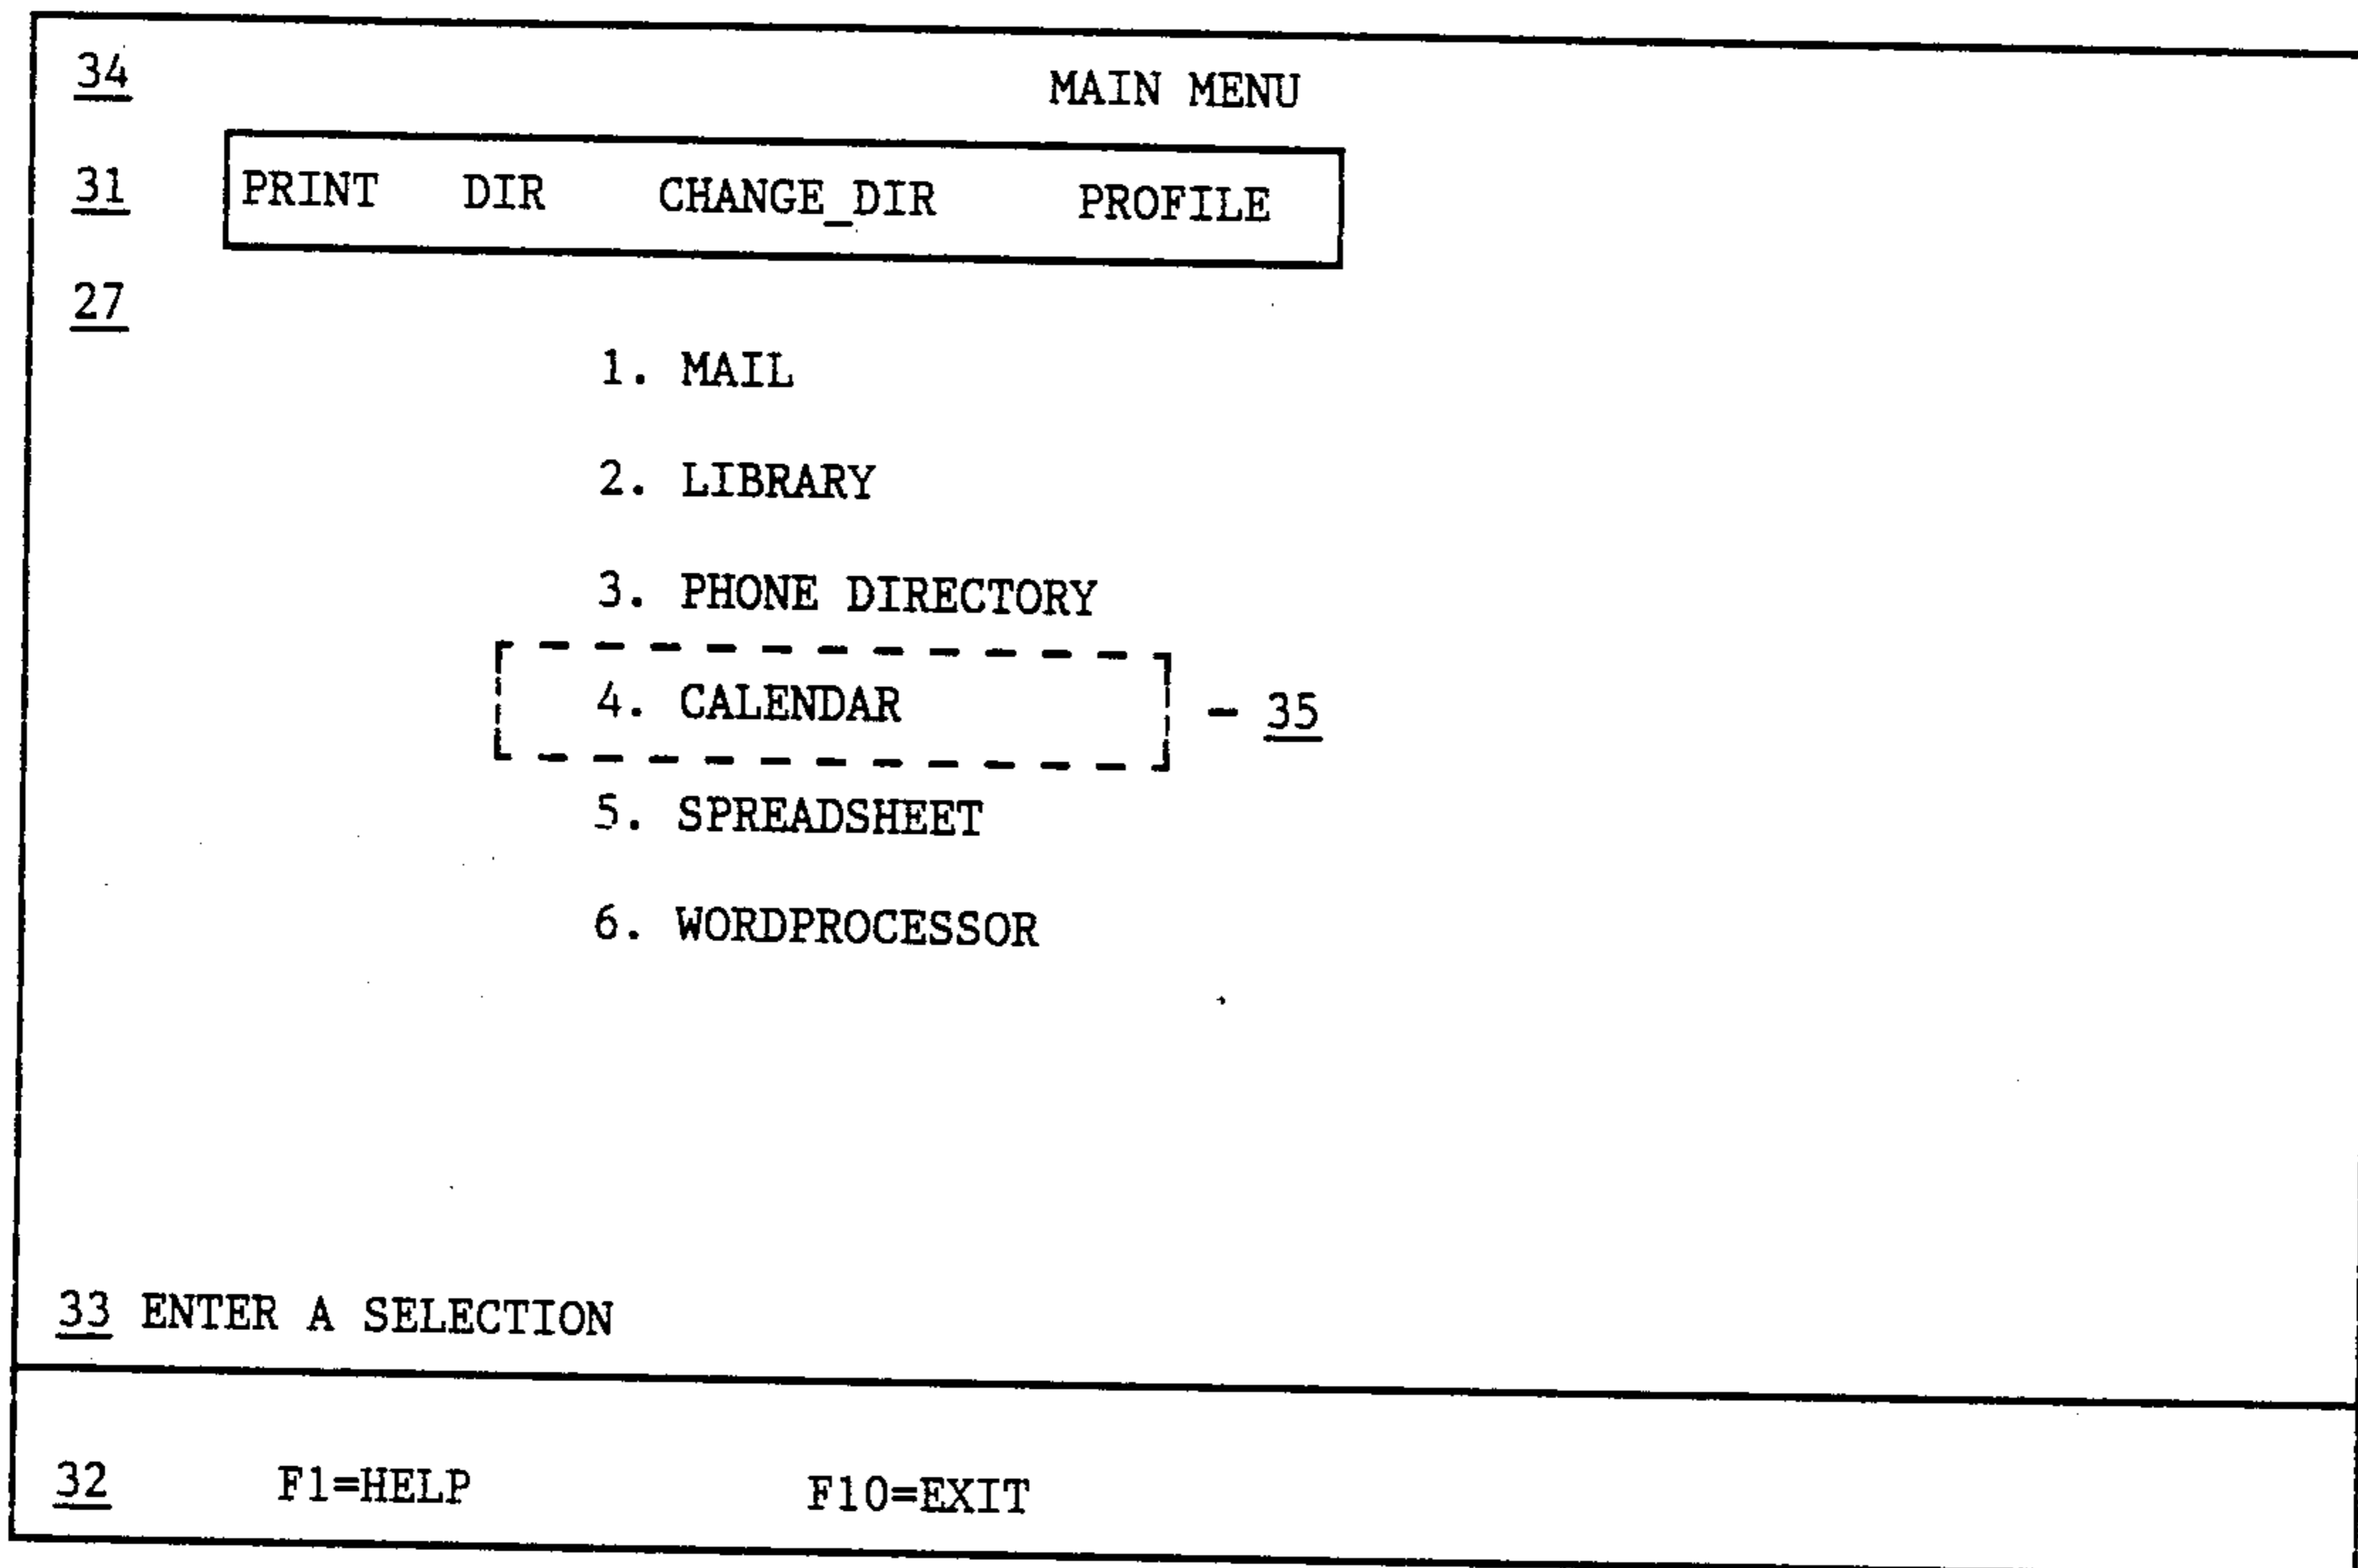 34 MAIN MENU
31 PRINT DIR CHANGE_DIR PROFILE
27
1. MAIL
2. LIBRARY
3. PHONE DIRECTORY
4. CALENDAR - 35
5. SPREADSHEET
6. WORDPROCESSOR
33 ENTER A SELECTION
32 F1=HELP F10=EXIT